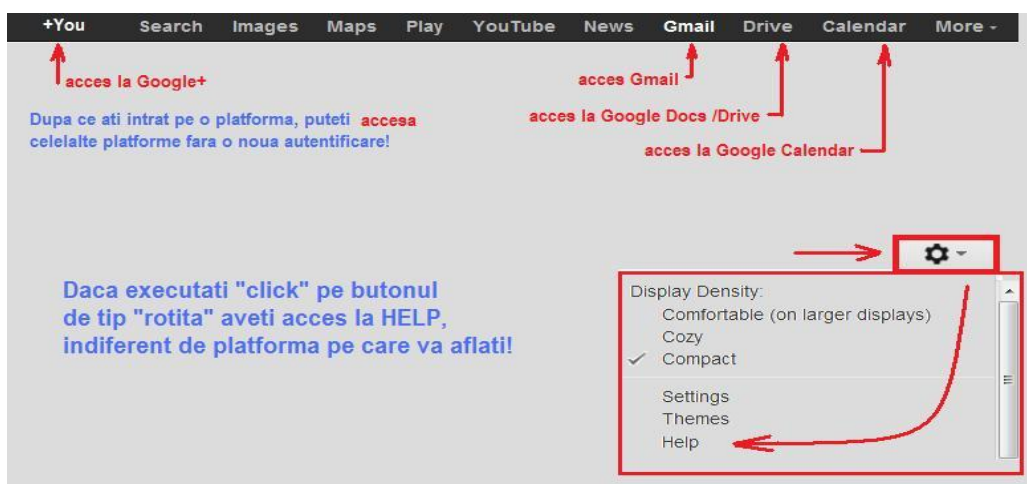 +You Search Images Maps Play YouTube News Gmail Drive Calendar More
acces la Google+
acces Gmail
Dupa ce ati intrat pe o platforma, puteti accesa
celelalte platforme fara o noua autentificare!
acces la Google Docs /Drive
acces la Google Calendar
Daca executati "click" pe butonul
de tip "rotita" aveti acces la HELP,
indiferent de platforma pe care va aflati!
Display Density:
Comfortable (on larger displays)
Cozy
Compact
Settings
Themes
Help